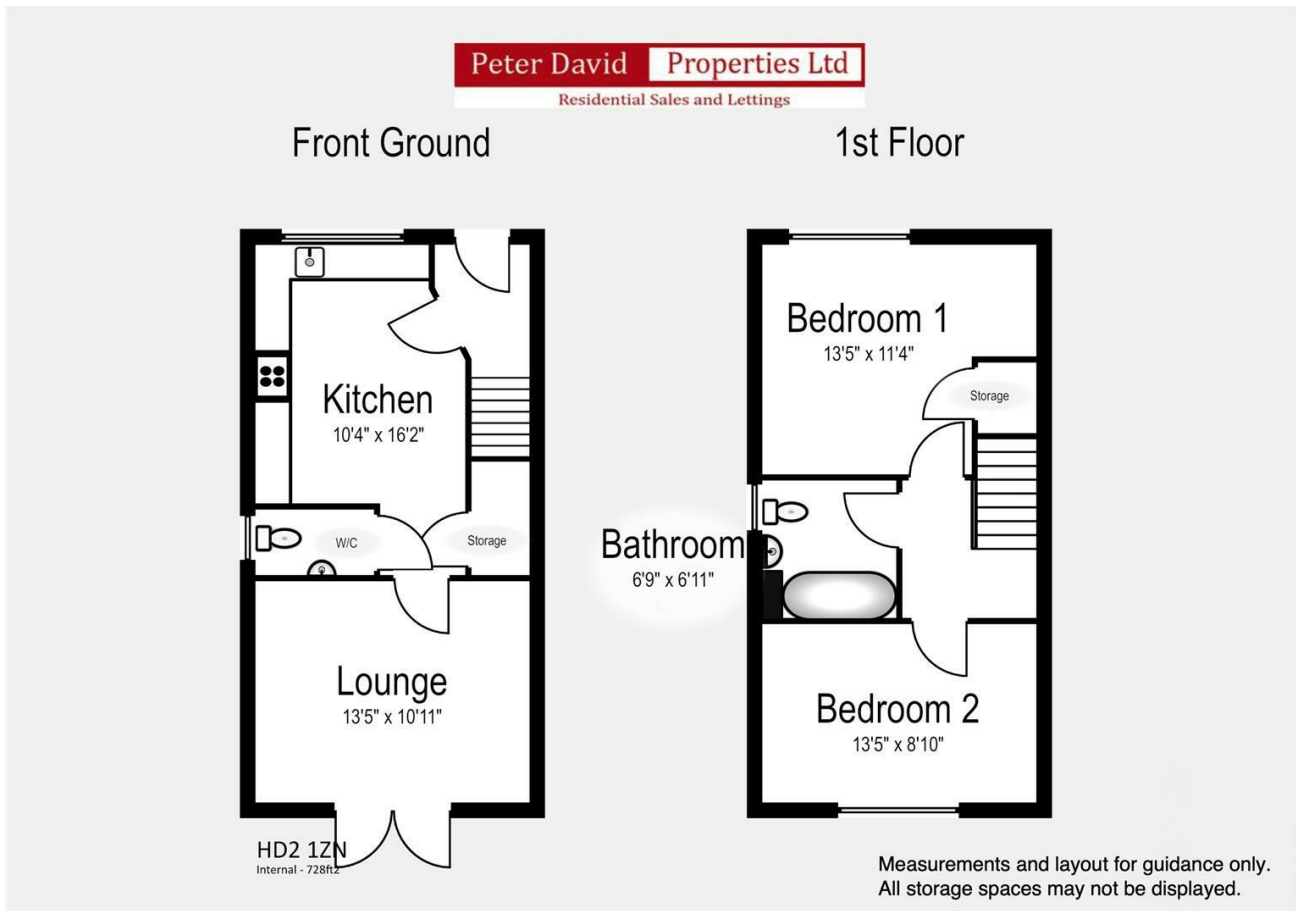 Peter David Properties Ltd
Residential Sales and Lettings
Front Ground
1st Floor
Kitchen
10'4" x 16'2"
W/C
Storage
Lounge
13'5" x 10'11"
HD2 1ZN
Internal - 728ft2
Bedroom 1
13'5" x 11'4"
Storage
Bathroom
6'9" x 6'11"
Bedroom 2
13'5" x 8'10"
Measurements and layout for guidance only.
All storage spaces may not be displayed.